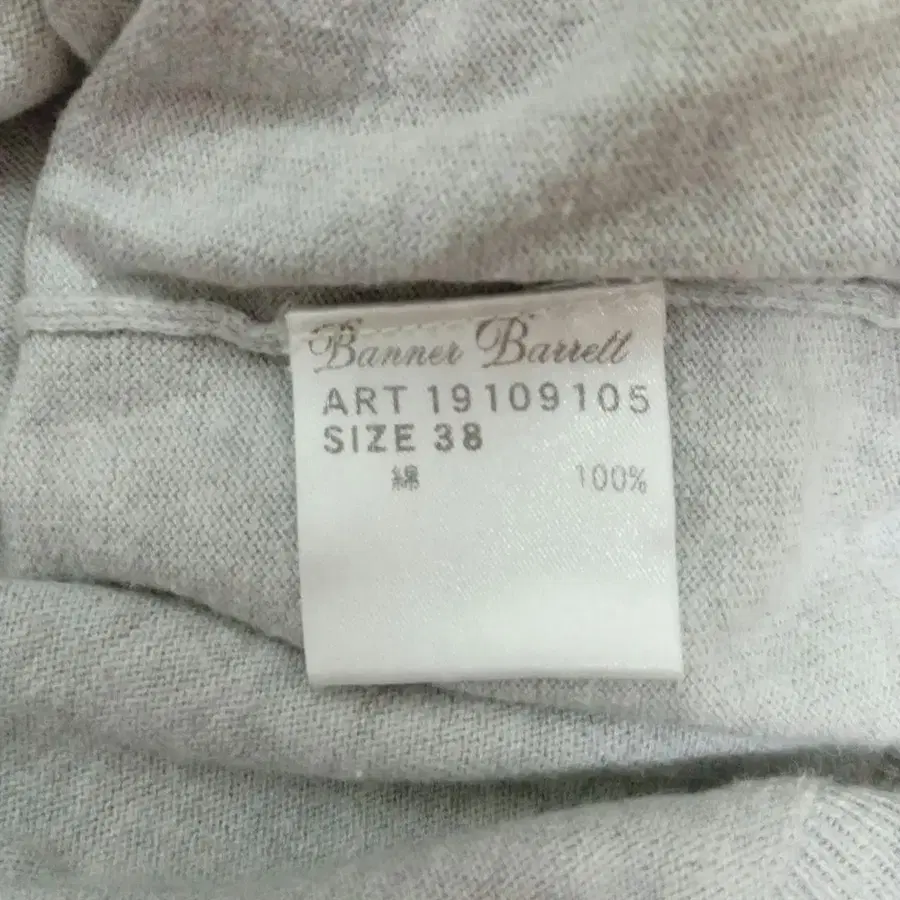 Banner Barrett
ART 19109105
SIZE 38
綿 100%